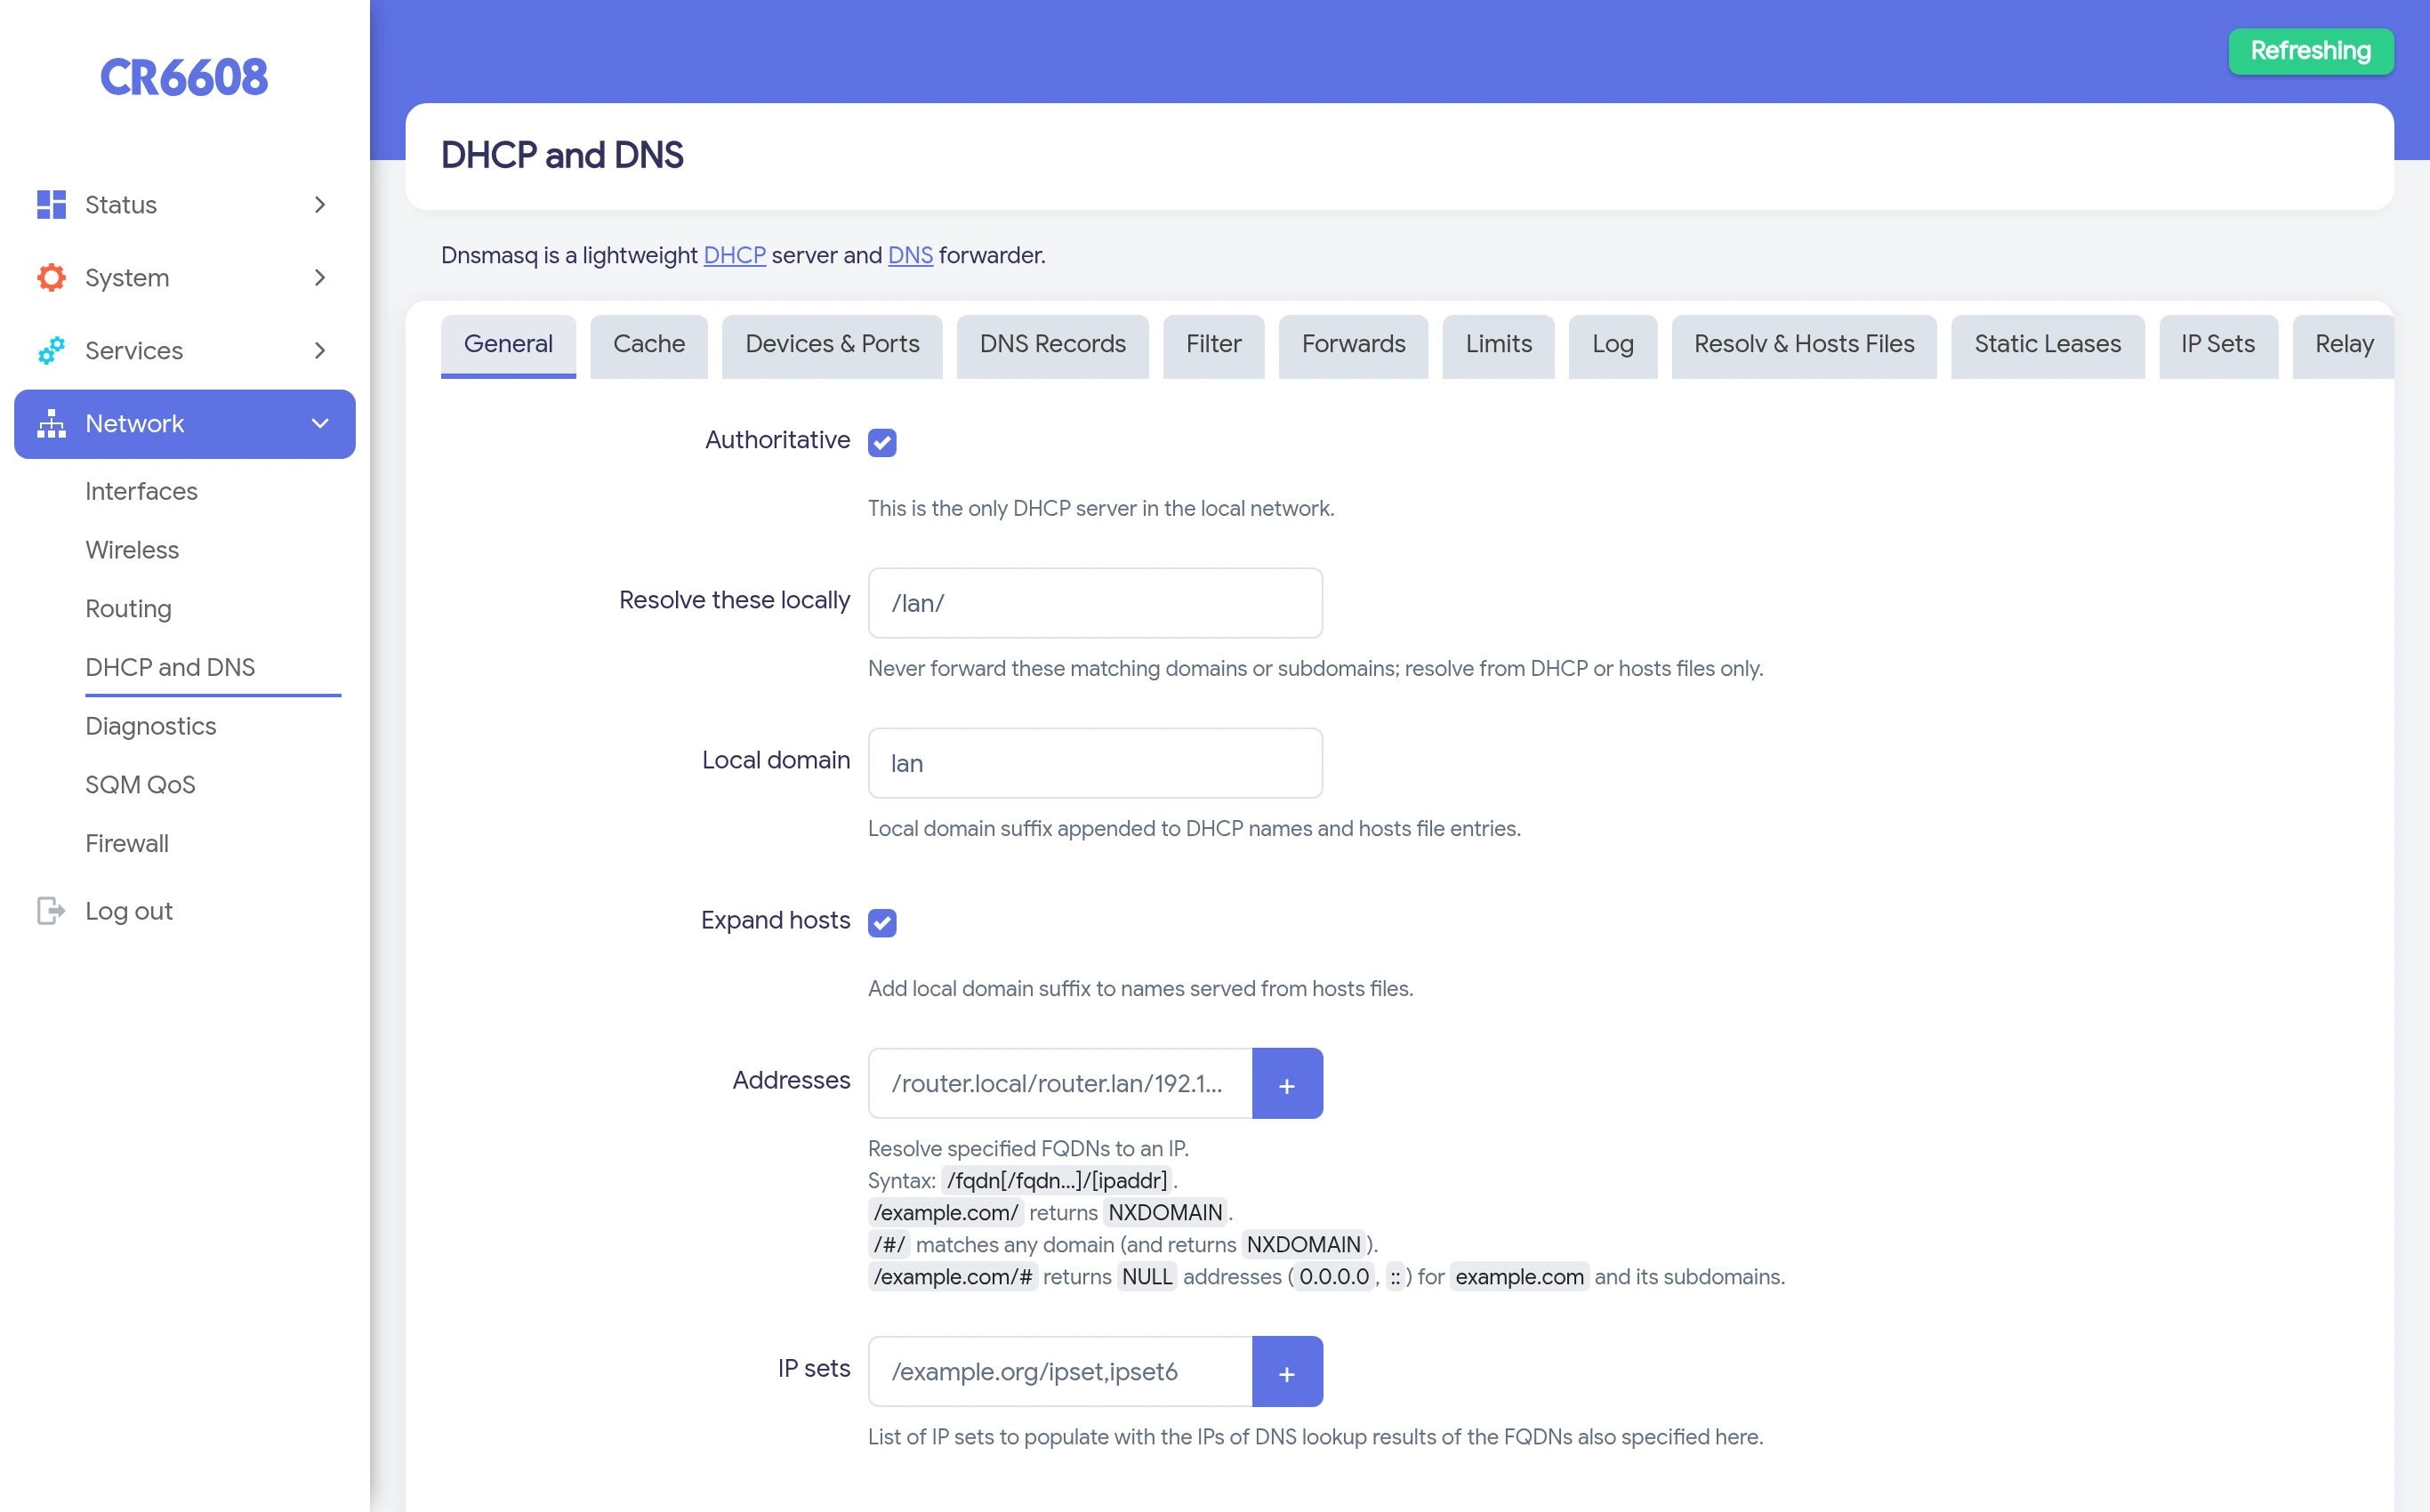 CR6608
Status
System
Services
Network
Interfaces
Wireless
Routing
DHCP and DNS
Diagnostics
SQM QoS
Firewall
Log out
Refreshing
DHCP and DNS
Dnsmasq is a lightweight DHCP server and DNS forwarder.
General Cache Devices & Ports DNS Records Filter Forwards Limits Log Resolv & Hosts Files Static Leases IP Sets Relay
Authoritative
This is the only DHCP server in the local network.
Resolve these locally /lan/
Never forward these matching domains or subdomains; resolve from DHCP or hosts files only.
Local domain lan
Local domain suffix appended to DHCP names and hosts file entries.
Expand hosts
Add local domain suffix to names served from hosts files.
Addresses /router.local/router.lan/192.1... +
Resolve specified FQDNs to an IP.
Syntax: /fqdn[/fqdn…]/[ipaddr].
/example.com/ returns NXDOMAIN.
/#/ matches any domain (and returns NXDOMAIN).
/example.com/# returns NULL addresses (0.0.0.0, ::) for example.com and its subdomains.
IP sets /example.org/ipset,ipset6 +
List of IP sets to populate with the IPs of DNS lookup results of the FQDNs also specified here.